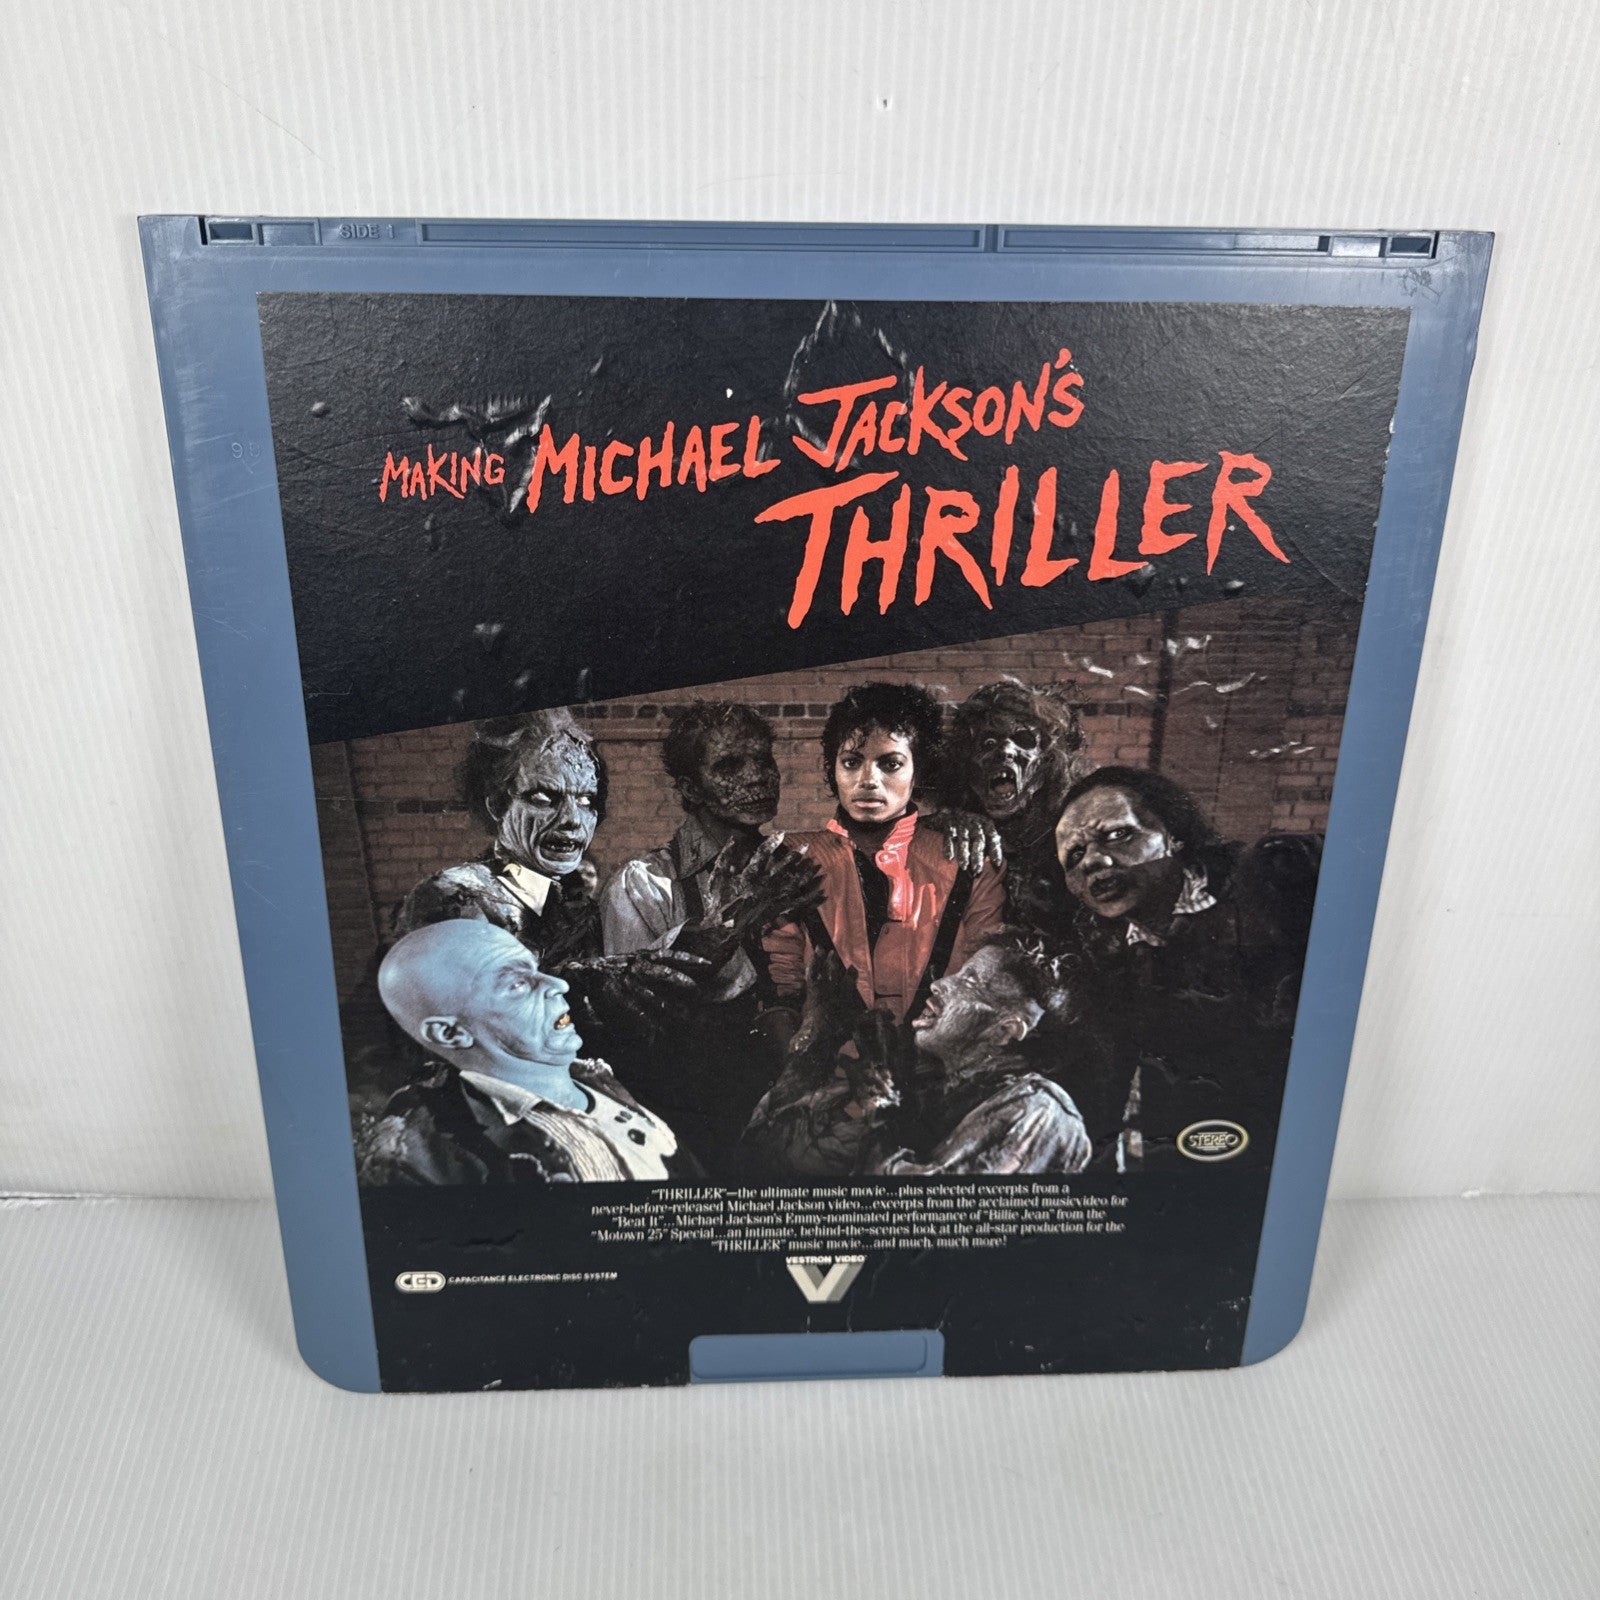 SIDE 1
MAKING MICHAEL JACKSON'S
THRILLER
STEREO
"THRILLER"—the ultimate music movie...plus selected excerpts from a
never-before-released Michael Jackson video...excerpts from the acclaimed musicvideo for
"Beat It"...Michael Jackson's Emmy-nominated performance of "Billie Jean" from the
"Motown 25" Special...an intimate, behind-the-scenes look at the all-star production for the
"THRILLER" music movie...and much, much more!
CED CAPACITANCE ELECTRONIC DISC SYSTEM
VESTRON VIDEO
V